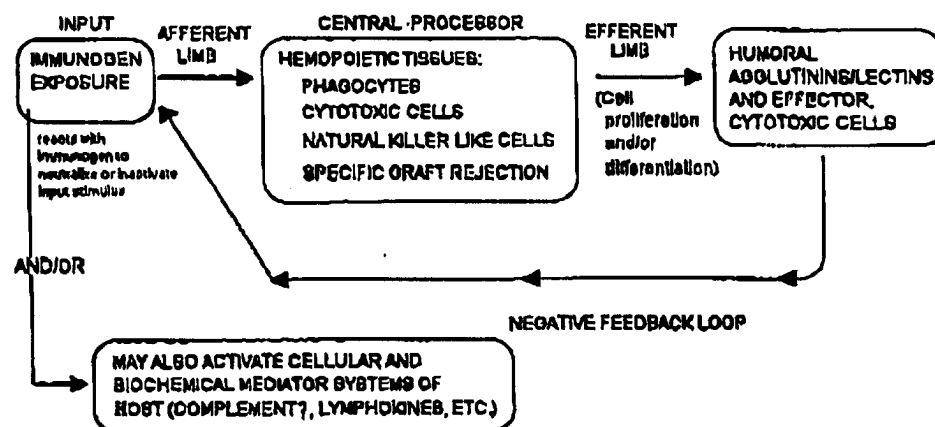 INPUT
IMMUNOGEN
EXPOSURE
reacts with
immunogen to
neutralize or inactivate
input stimulus
AFFERENT
LIMB
CENTRAL PROCESSOR
HEMOPOIETIC TISSUES:
PHAGOCYTES
CYTOTOXIC CELLS
NATURAL KILLER LIKE CELLS
SPECIFIC GRAFT REJECTION
EFFERENT
LIMB
(Cell
proliferation
and/or
differentiation)
HUMORAL
AGGLUTININS/LECTINS
AND EFFECTOR,
CYTOTOXIC CELLS
AND/OR
NEGATIVE FEEDBACK LOOP
MAY ALSO ACTIVATE CELLULAR AND
BIOCHEMICAL MEDIATOR SYSTEMS OF
HOST (COMPLEMENT?, LYMPHOKINES, ETC.)